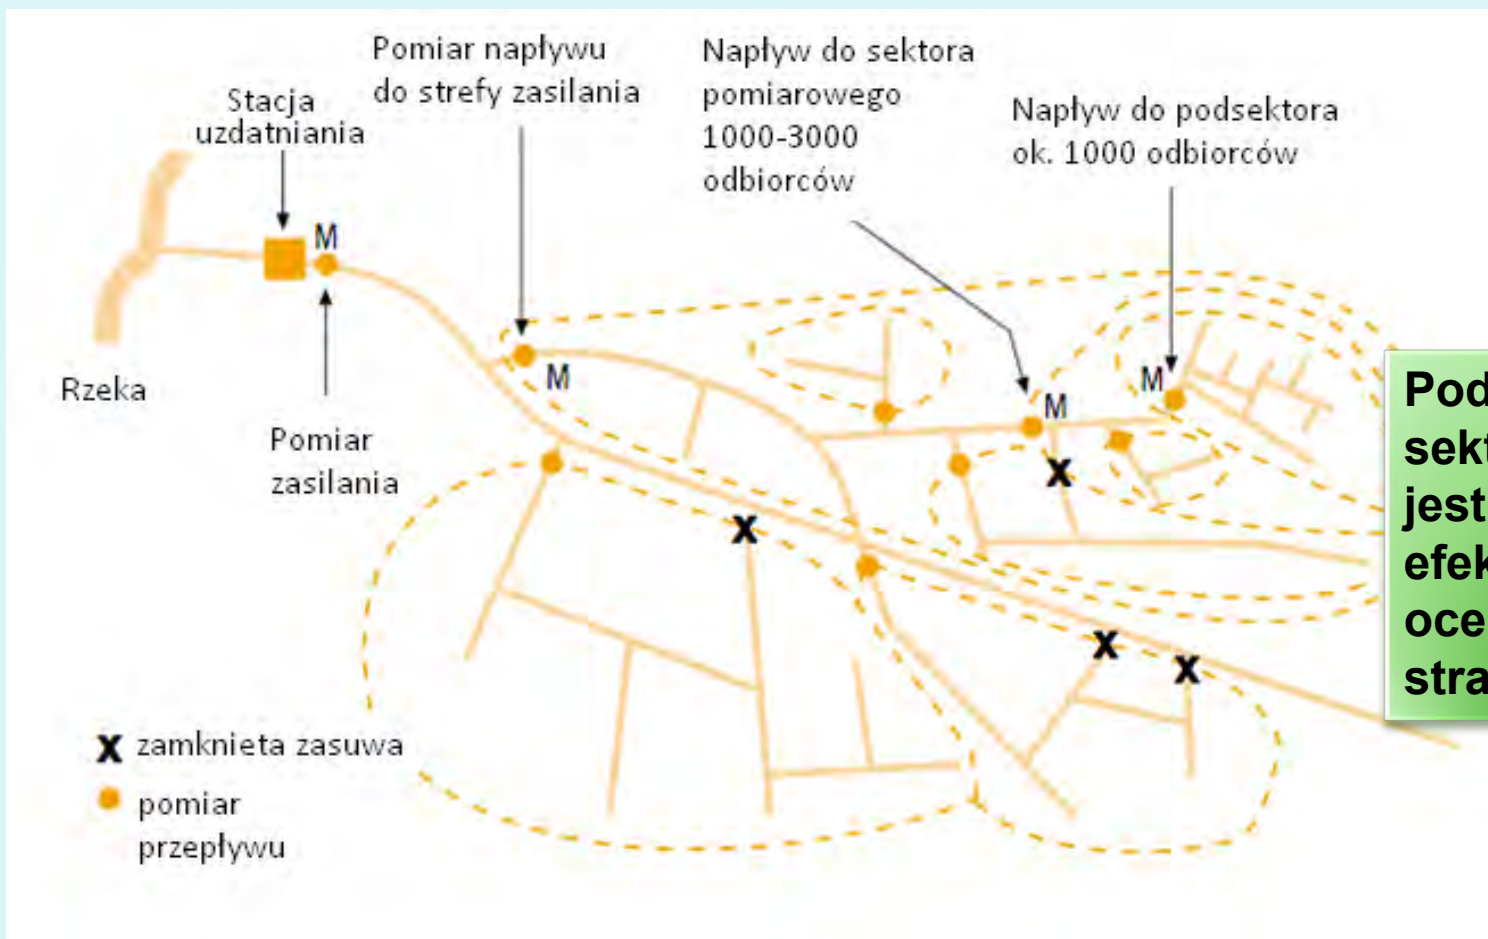 Pomiar napływu
do strefy zasilania
Napływ do sektora
pomiarowego
1000-3000
odbiorców
Stacja
uzdatniania
Napływ do podsektora
ok. 1000 odbiorców
M
M
M
M
Rzeka
Pomiar
zasilania
x zamknieta zasuwa
pomiar
przepływu
x
x
x
x